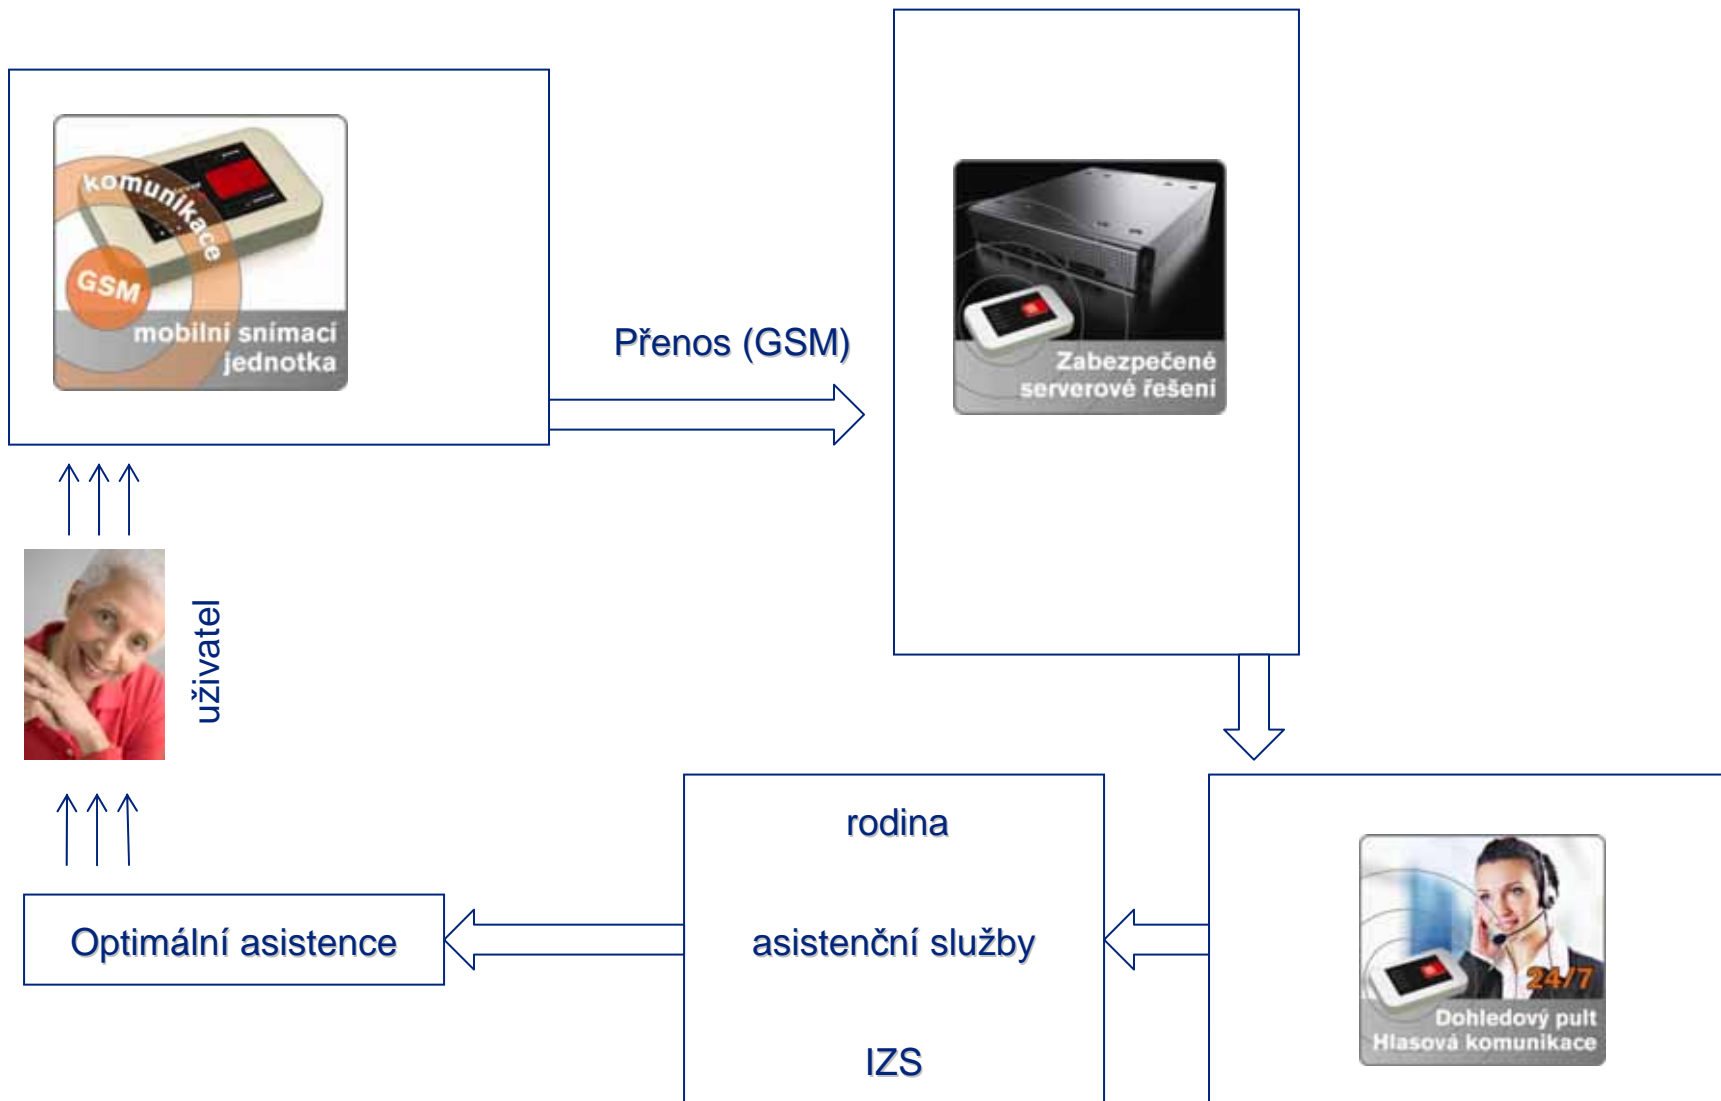 komunikace
GSM
mobilní snímací
jednotka
Přenos (GSM)
Zabezpečené
serverové řešení
uživatel
rodina
asistenční služby
IZS
Optimální asistence
24/7
Dohledový pult
Hlasová komunikace